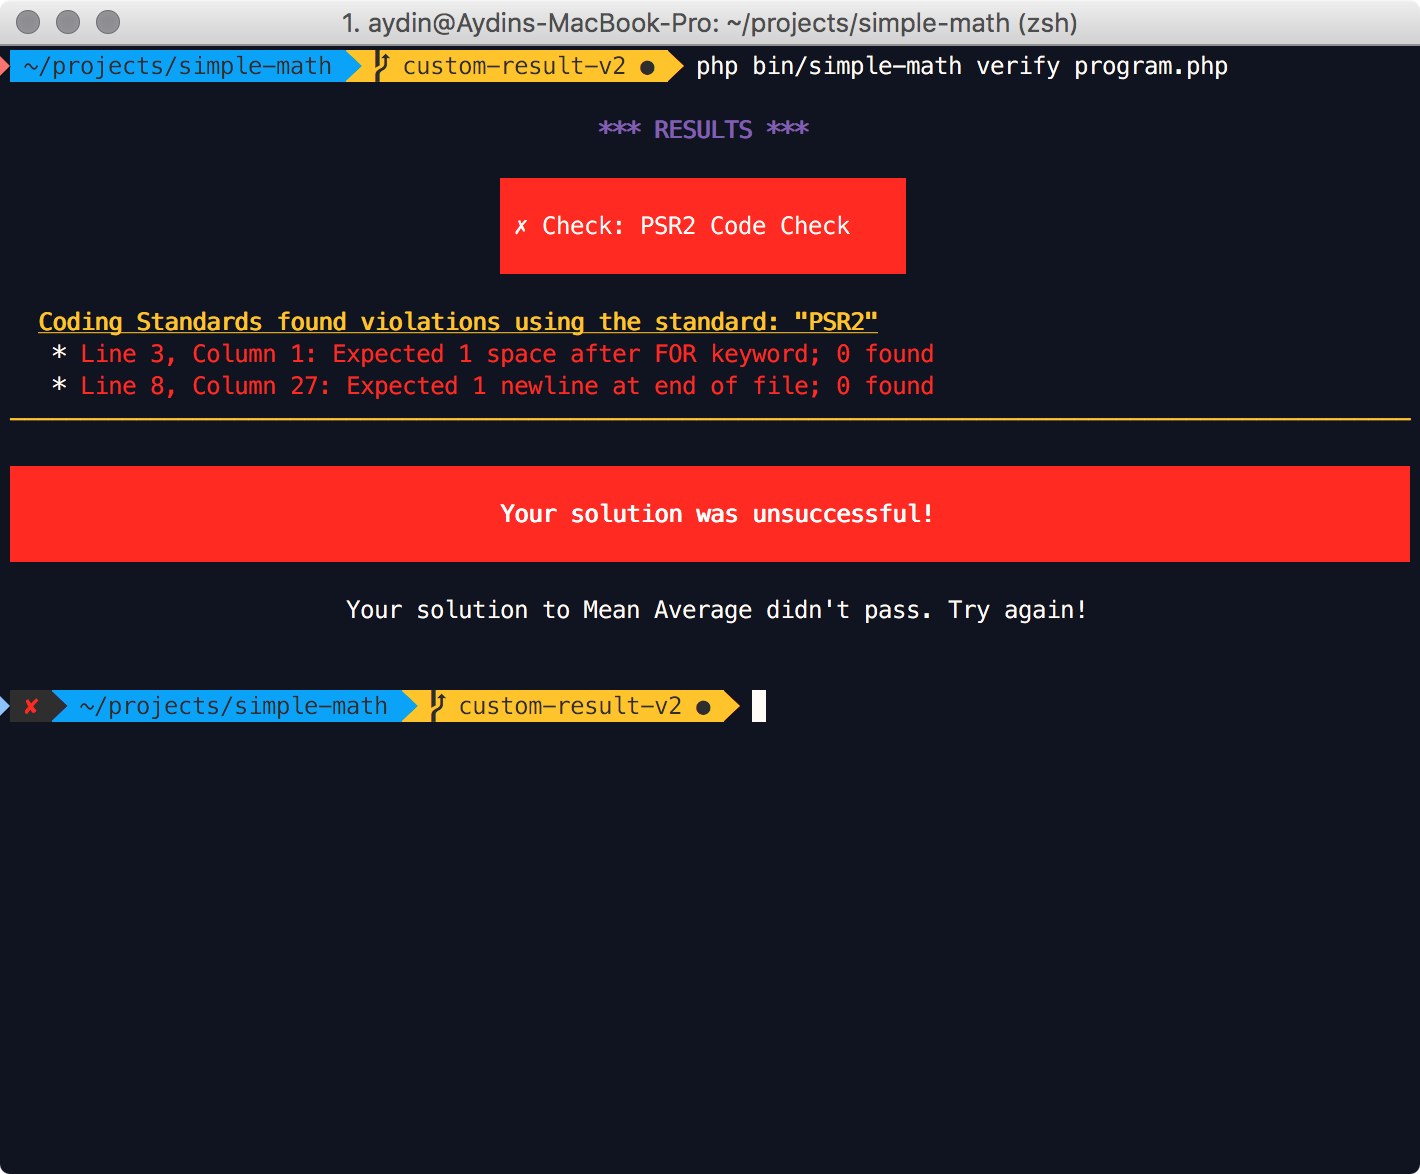 1. aydin@Aydins-MacBook-Pro: ~/projects/simple-math (zsh)
~/projects/simple-math custom-result-v2 ● php bin/simple-math verify program.php
*** RESULTS ***
✗ Check: PSR2 Code Check
Coding Standards found violations using the standard: "PSR2"
* Line 3, Column 1: Expected 1 space after FOR keyword; 0 found
* Line 8, Column 27: Expected 1 newline at end of file; 0 found
Your solution was unsuccessful!
Your solution to Mean Average didn't pass. Try again!
✘ ~/projects/simple-math custom-result-v2 ●